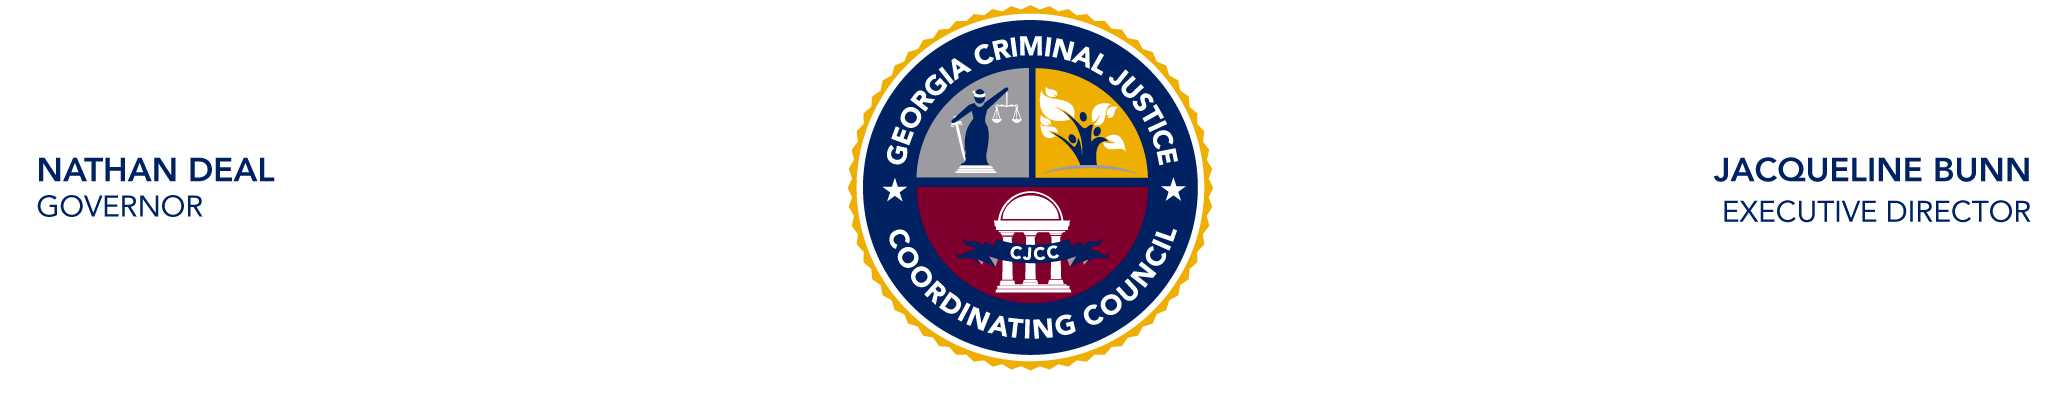 NATHAN DEAL
GOVERNOR
GEORGIA CRIMINAL JUSTICE
COORDINATING COUNCIL
CJCC
JACQUELINE BUNN
EXECUTIVE DIRECTOR